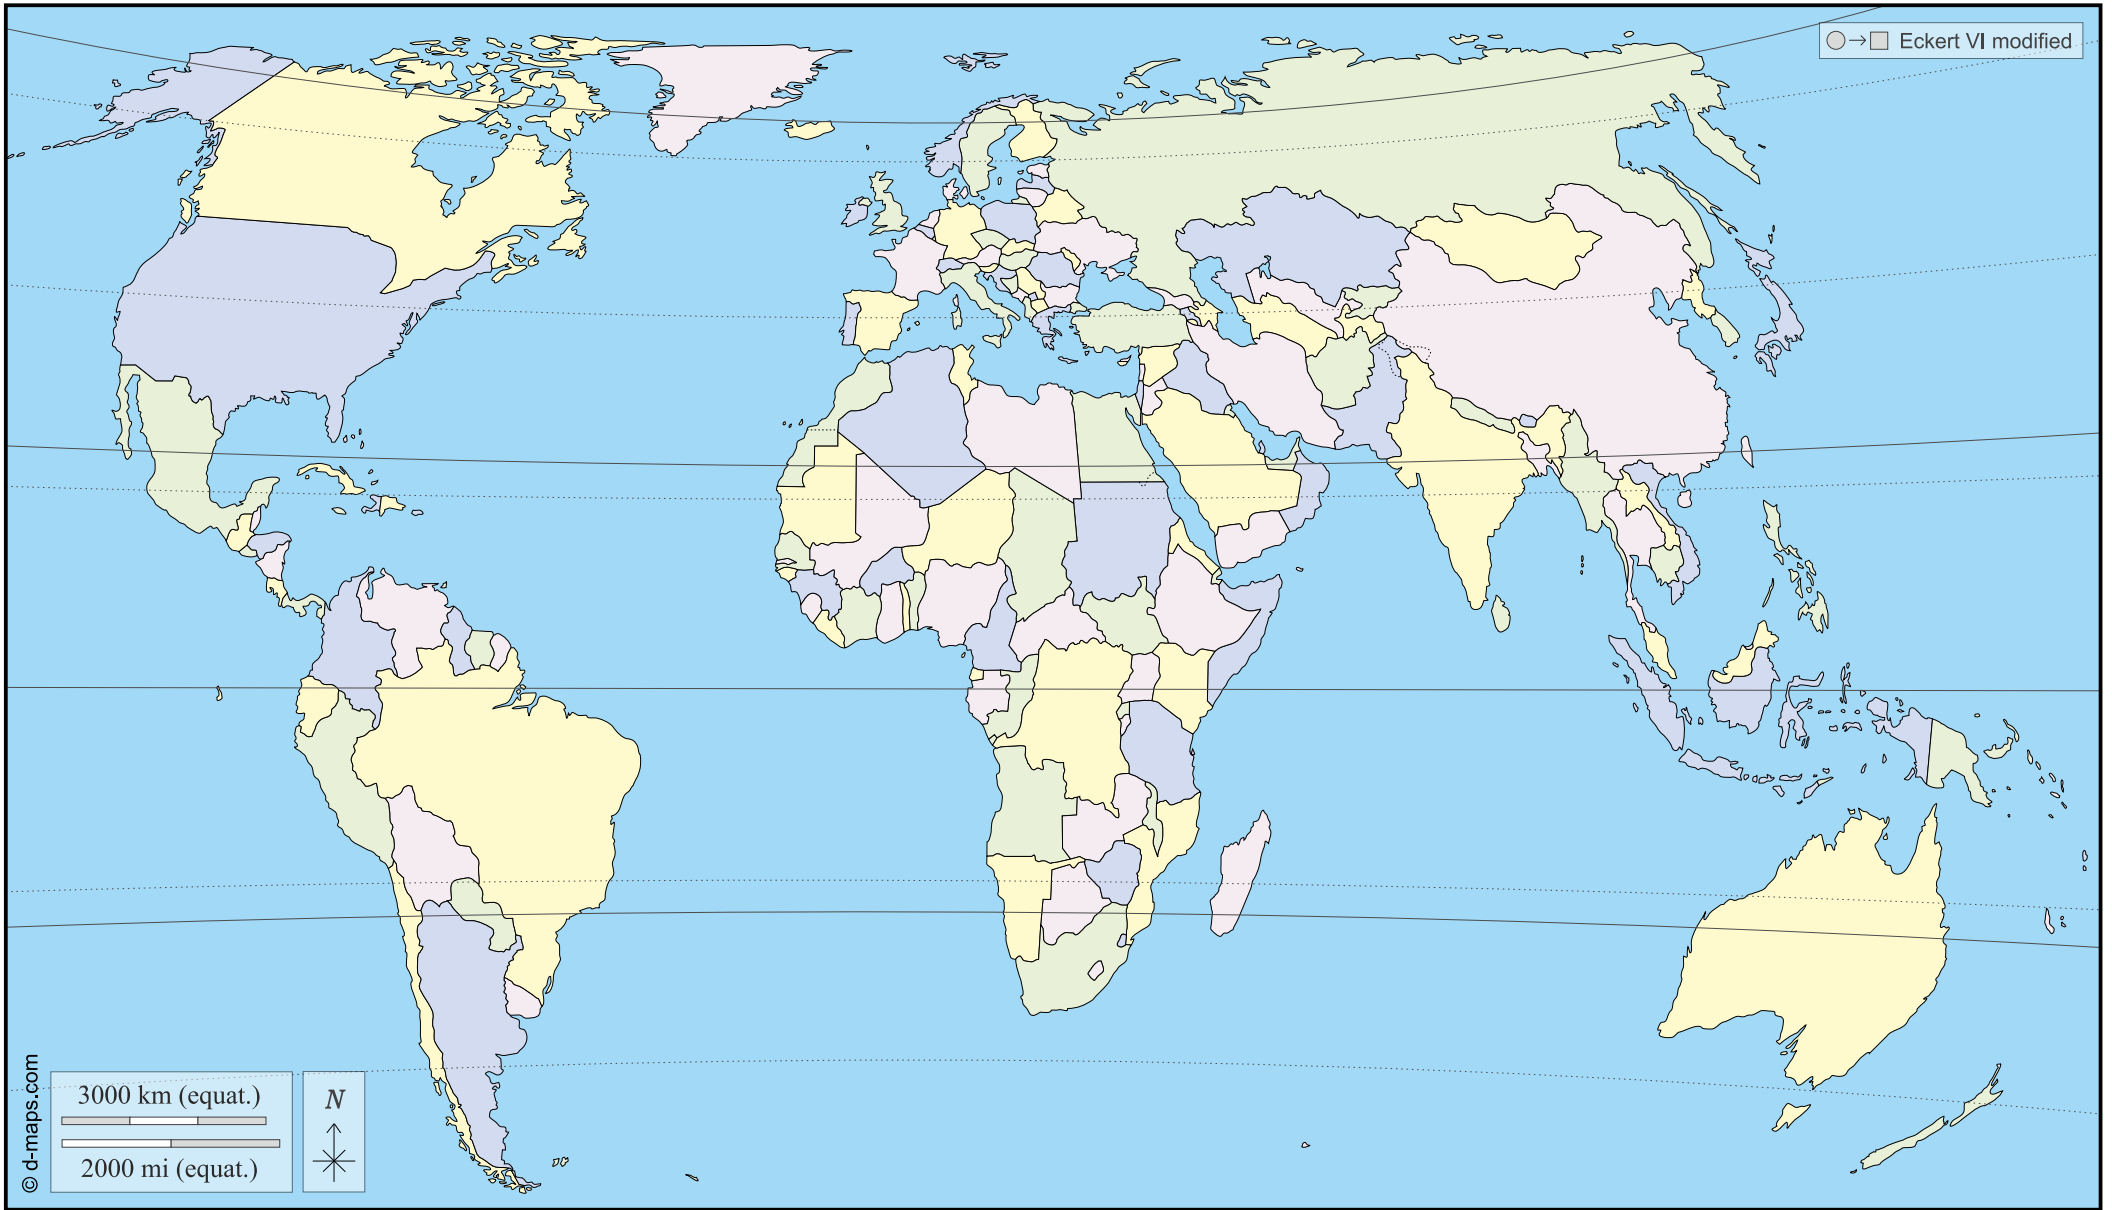 → Eckert VI modified
© d-maps.com
3000 km (equat.)
2000 mi (equat.)
N